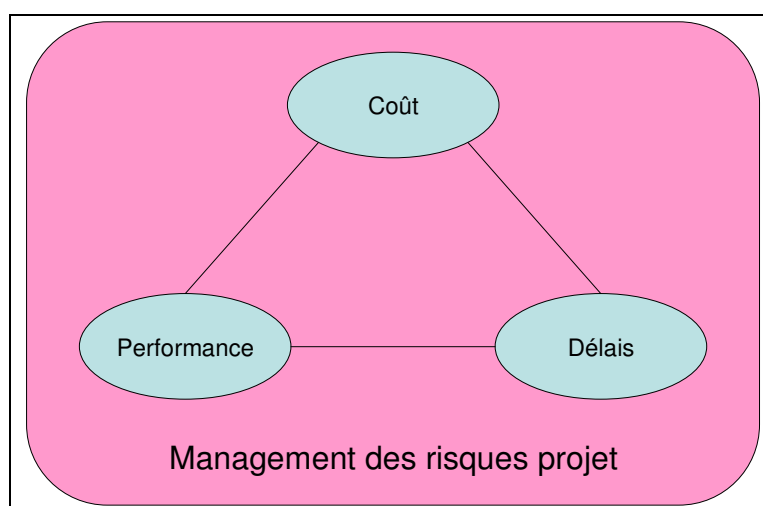 Coût
Performance
Délais
Management des risques projet